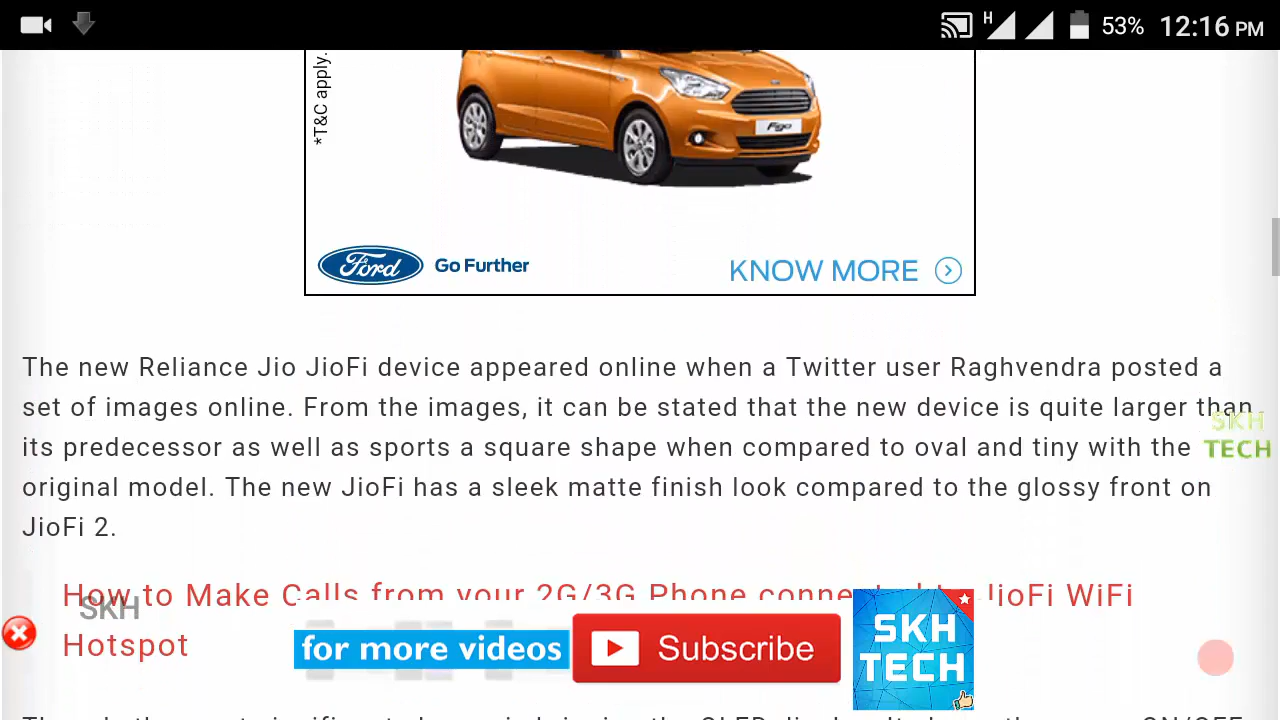 H
53%
12:16 PM
*T&C apply.
Figo
Ford
Go Further
KNOW MORE
The new Reliance Jio JioFi device appeared online when a Twitter user Raghvendra posted a
set of images online. From the images, it can be stated that the new device is quite larger than
its predecessor as well as sports a square shape when compared to oval and tiny with the
original model. The new JioFi has a sleek matte finish look compared to the glossy front on
JioFi 2.
SKH
TECH
How to Make Calls from your 2G/3G Phone JioFi WiFi
Hotspot
SKH
for more videos
Subscribe
SKH
TECH